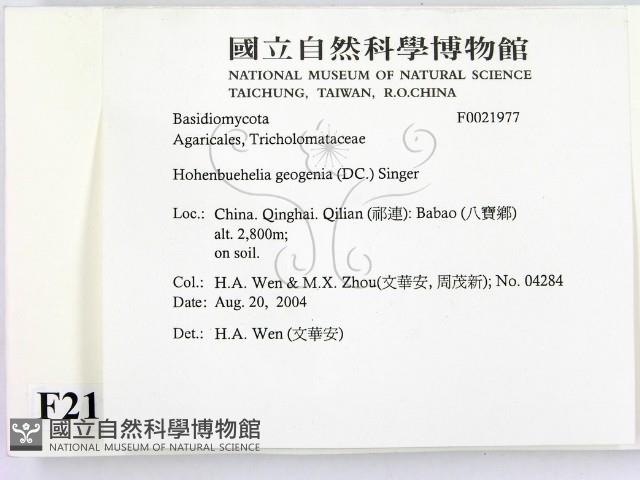 國立自然科學博物館
NATIONAL MUSEUM OF NATURAL SCIENCE
TAICHUNG, TAIWAN, R.O.CHINA
Basidiomycota F0021977
Agaricales, Tricholomataceae
Hohenbuehelia geogenia (DC.) Singer
Loc.: China. Qinghai. Qilian (祁連): Babao (八寶鄉)
alt. 2,800m;
on soil.
Col.: H.A. Wen & M.X. Zhou(文華安, 周茂新); No. 04284
Date: Aug. 20, 2004
Det.: H.A. Wen (文華安)
F21
國立自然科學博物館
NATIONAL MUSEUM OF NATURAL SCIENCE